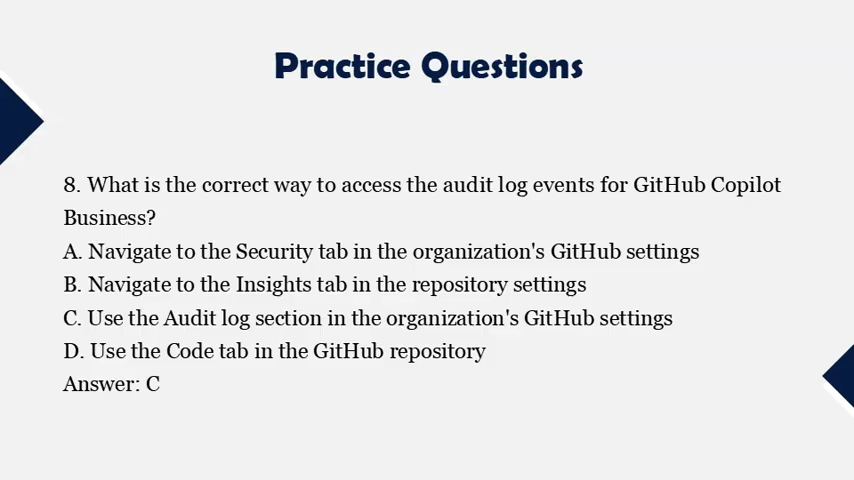 Practice Questions
8. What is the correct way to access the audit log events for GitHub Copilot
Business?
A. Navigate to the Security tab in the organization's GitHub settings
B. Navigate to the Insights tab in the repository settings
C. Use the Audit log section in the organization's GitHub settings
D. Use the Code tab in the GitHub repository
Answer: C